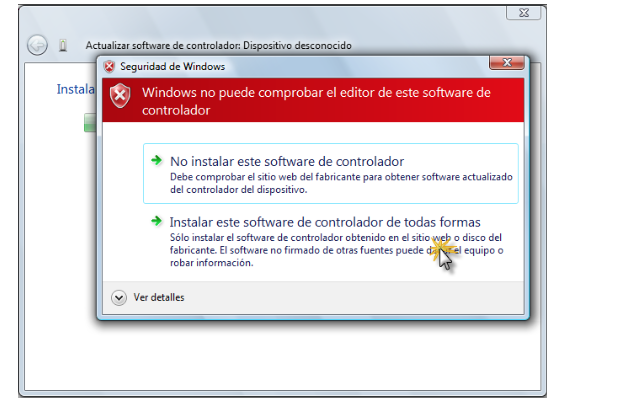 Actualizar software de controlador: Dispositivo desconocido
Seguridad de Windows
Instala
Windows no puede comprobar el editor de este software de
controlador
No instalar este software de controlador
Debe comprobar el sitio web del fabricante para obtener software actualizado
del controlador del dispositivo.
Instalar este software de controlador de todas formas
Sólo instalar el software de controlador obtenido en el sitio web o disco del
fabricante. El software no firmado de otras fuentes puede el equipo o
robar información.
Ver detalles